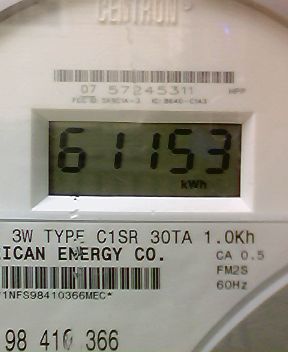 CENTRON
07 57245311 HPP
61153
kWh
3W TYPE C1SR 30TA 1.0Kh
ICAN ENERGY CO. CA 0.5
FM2S
1NFS98410366MEC* 60Hz
98 410 366